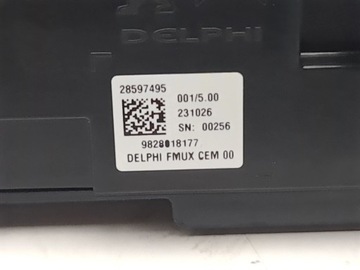 DELPHI
28597495
001/5.00
231026
SN: 00256
9828018177
DELPHI FMUX CEM 00